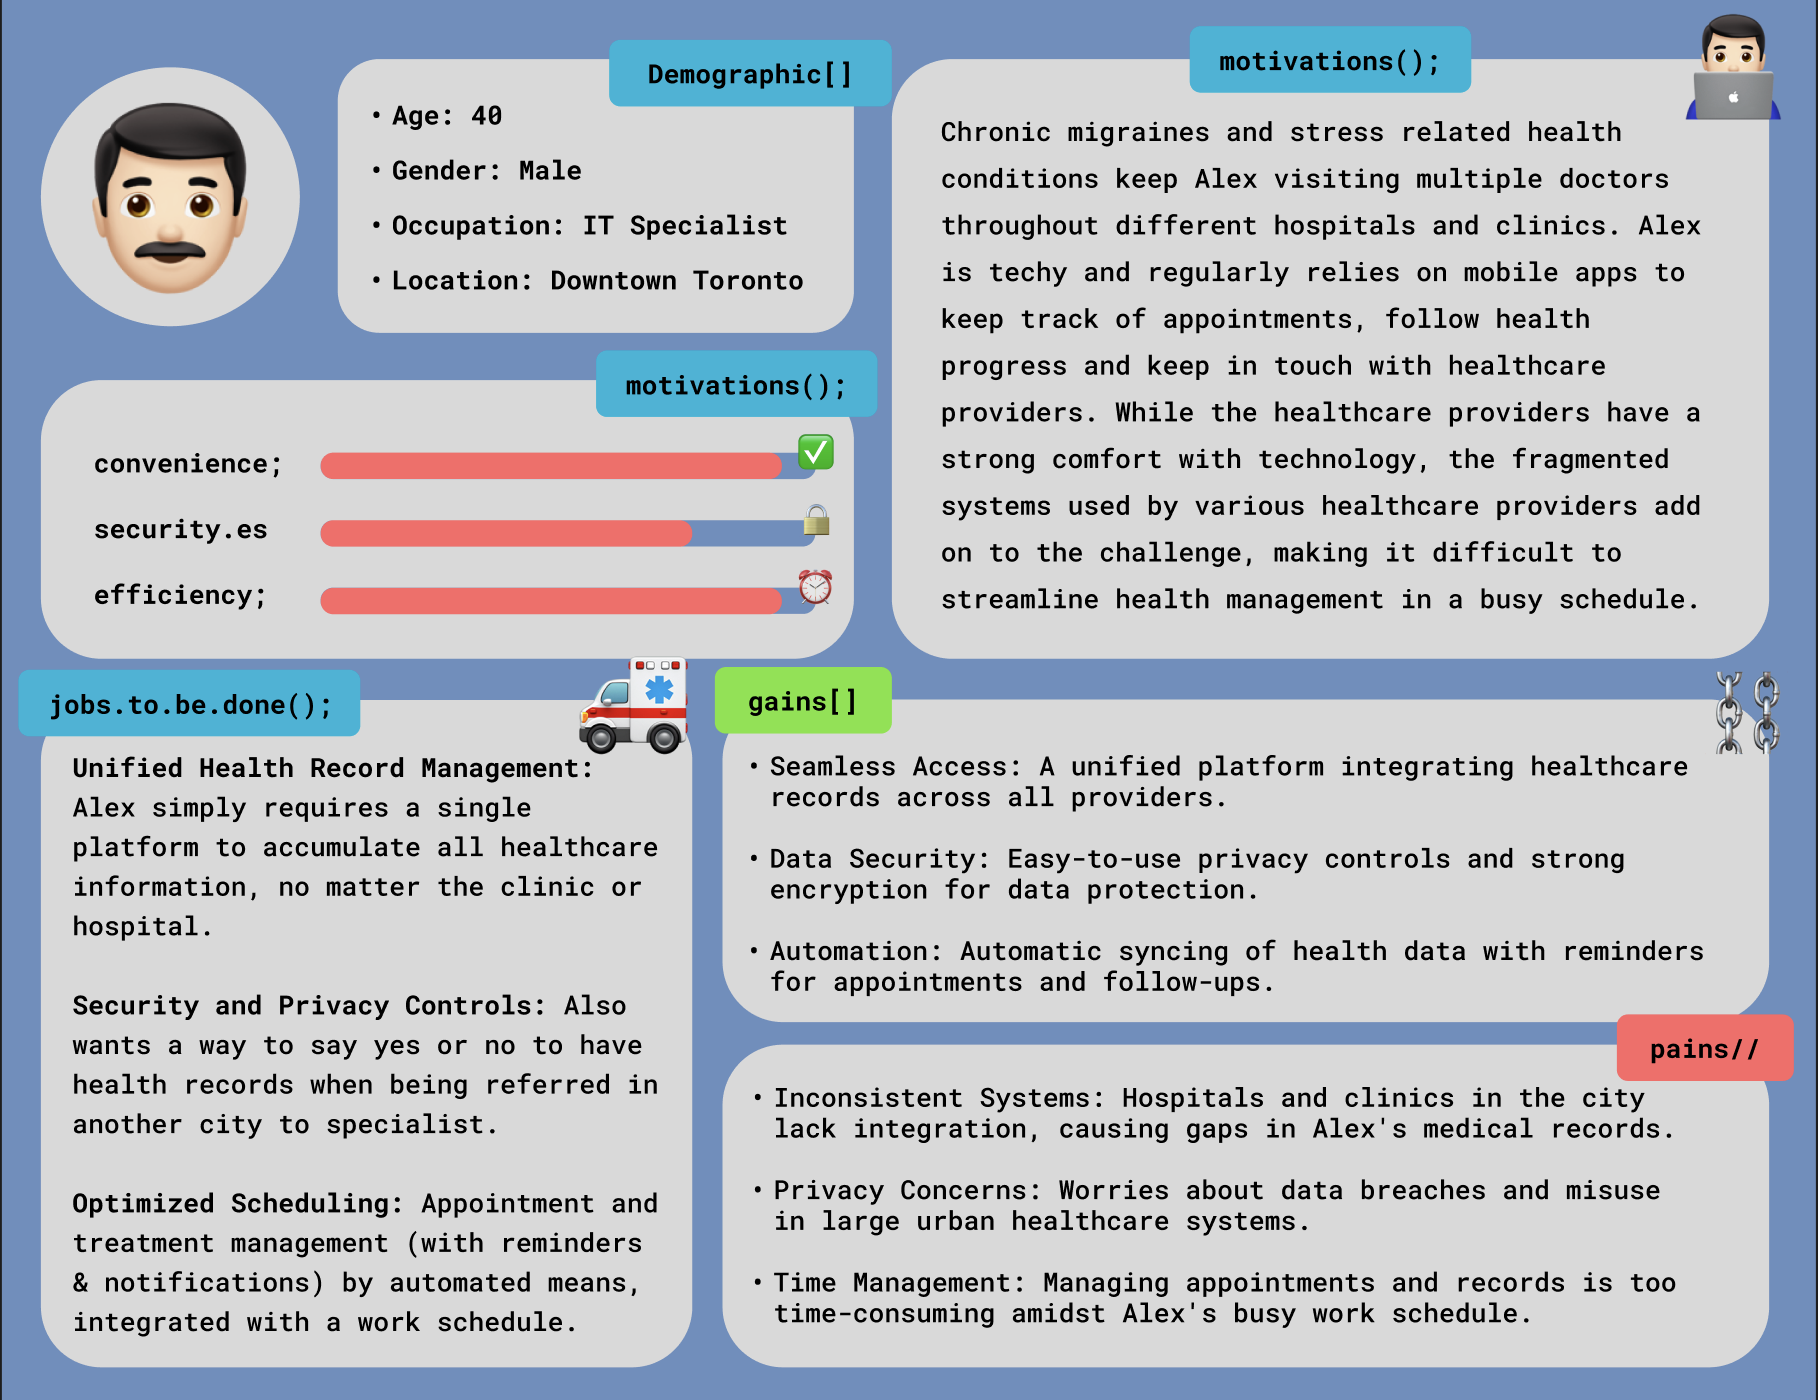 Demographic[]
• Age: 40
• Gender: Male
• Occupation: IT Specialist
• Location: Downtown Toronto
motivations();
convenience;
security.es
efficiency;
motivations();
Chronic migraines and stress related health
conditions keep Alex visiting multiple doctors
throughout different hospitals and clinics. Alex
is techy and regularly relies on mobile apps to
keep track of appointments, follow health
progress and keep in touch with healthcare
providers. While the healthcare providers have a
strong comfort with technology, the fragmented
systems used by various healthcare providers add
on to the challenge, making it difficult to
streamline health management in a busy schedule.
jobs.to.be.done();
Unified Health Record Management:
Alex simply requires a single
platform to accumulate all healthcare
information, no matter the clinic or
hospital.
Security and Privacy Controls: Also
wants a way to say yes or no to have
health records when being referred in
another city to specialist.
Optimized Scheduling: Appointment and
treatment management (with reminders
& notifications) by automated means,
integrated with a work schedule.
gains[]
• Seamless Access: A unified platform integrating healthcare
records across all providers.
• Data Security: Easy-to-use privacy controls and strong
encryption for data protection.
• Automation: Automatic syncing of health data with reminders
for appointments and follow-ups.
pains//
• Inconsistent Systems: Hospitals and clinics in the city
lack integration, causing gaps in Alex's medical records.
• Privacy Concerns: Worries about data breaches and misuse
in large urban healthcare systems.
• Time Management: Managing appointments and records is too
time-consuming amidst Alex's busy work schedule.